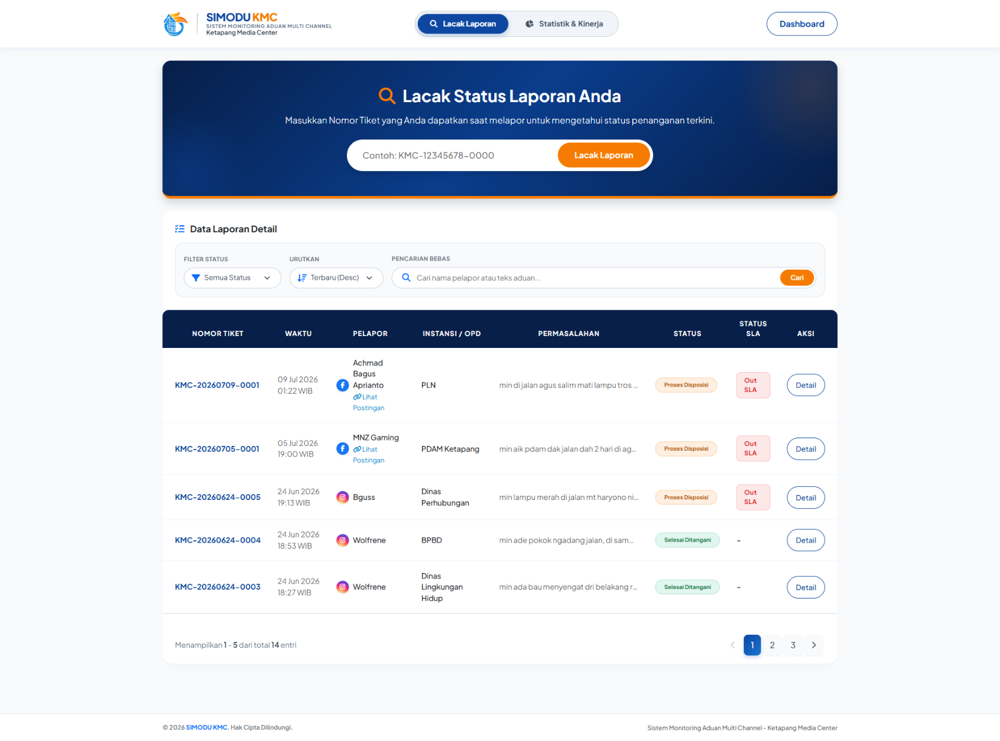 SIMODU KMC
SISTEM MONITORING ADUAN MULTI CHANNEL
Ketapang Media Center
Lacak Laporan
Statistik & Kinerja
Dashboard
Lacak Status Laporan Anda
Masukkan Nomor Tiket yang Anda dapatkan saat melapor untuk mengetahui status penanganan terkini.
Contoh: KMC-12345678-0000
Lacak Laporan
Data Laporan Detail
FILTER STATUS
URUTKAN
PENCARIAN BEBAS
Semua Status
Terbaru (Desc)
Cari nama pelapor atau teks aduan...
Cari
NOMOR TIKET
WAKTU
PELAPOR
INSTANSI / OPD
PERMASALAHAN
STATUS
STATUS
SLA
AKSI
KMC-20260709-0001
09 Jul 2026
01:22 WIB
Achmad
Bagus
Aprianto
Lihat
Postingan
PLN
min di jalan agus salim mati lampu tros ...
Proses Disposisi
Out
SLA
Detail
KMC-20260705-0001
05 Jul 2026
19:00 WIB
MNZ Gaming
Lihat
Postingan
PDAM Ketapang
min aik pdam dak jalan dah 2 hari di ag...
Proses Disposisi
Out
SLA
Detail
KMC-20260624-0005
24 Jun 2026
19:13 WIB
Bguss
Dinas
Perhubungan
min lampu merah di jalan mt haryono ni...
Proses Disposisi
Out
SLA
Detail
KMC-20260624-0004
24 Jun 2026
18:53 WIB
Wolfrene
BPBD
min ade pokok ngadang jalan, di sam...
Selesai Ditangani
-
Detail
KMC-20260624-0003
24 Jun 2026
18:27 WIB
Wolfrene
Dinas
Lingkungan
Hidup
min ada bau menyengat dri belakang r...
Selesai Ditangani
-
Detail
Menampilkan 1 - 5 dari total 14 entri
1
2
3
© 2026 SIMODU KMC. Hak Cipta Dilindungi.
Sistem Monitoring Aduan Multi Channel - Ketapang Media Center